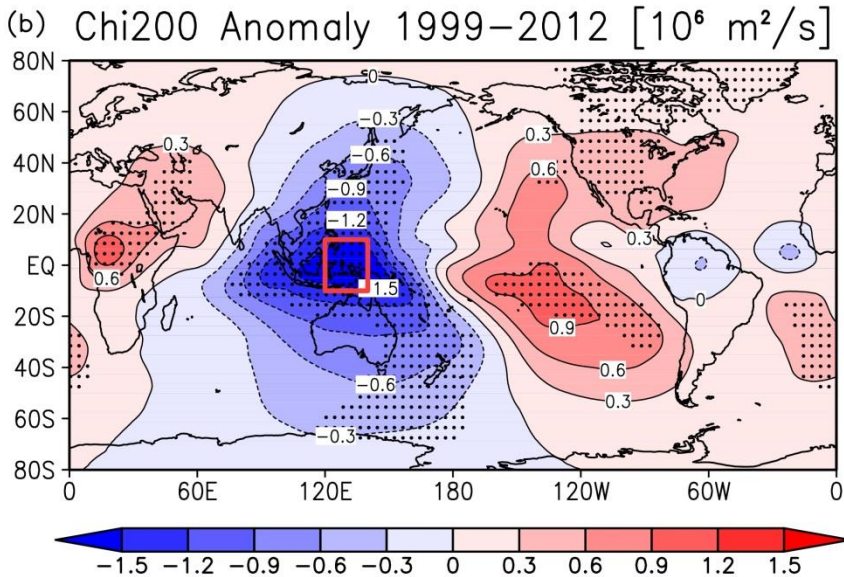 (b) Chi200 Anomaly 1999−2012 [10⁶ m²/s]
80N
0
60N
−0.3
0.3
0.3
−0.6
40N
0.6
−0.9
20N
−1.2
0.3
EQ
0.6
−1.5
0
20S
0.9
40S
−0.6
0.6
0.3
60S
−0.3
80S
0 60E 120E 180 120W 60W 0
−1.5 −1.2 −0.9 −0.6 −0.3 0 0.3 0.6 0.9 1.2 1.5